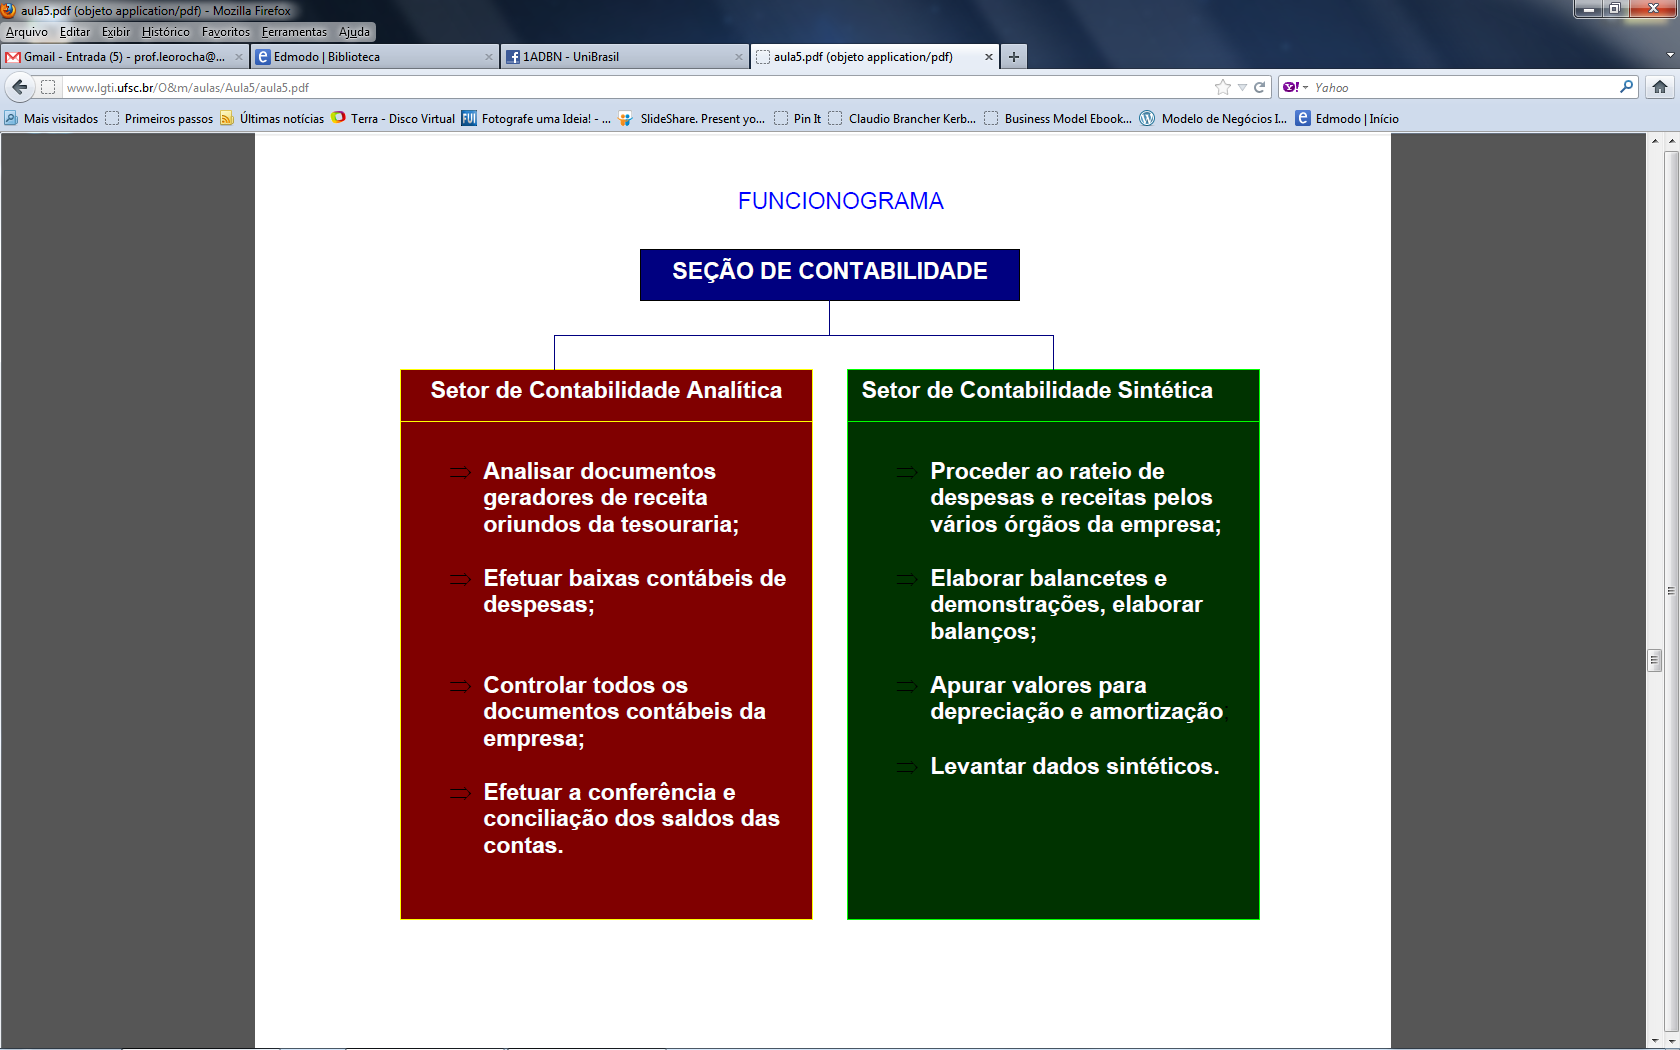 aula5.pdf (objeto application/pdf) - Mozilla Firefox
Arquivo Editar Exibir Histórico Favoritos Ferramentas Ajuda
Gmail - Entrada (5) - prof.leorocha@... Edmodo | Biblioteca 1ADBN - UniBrasil aula5.pdf (objeto application/pdf)
www.lgti.ufsc.br/O&m/aulas/Aula5/aula5.pdf Yahoo
Mais visitados Primeiros passos Últimas notícias Terra - Disco Virtual Fotografe uma Ideia! - ... SlideShare. Present yo... Pin It Claudio Brancher Kerb... Business Model Ebook... Modelo de Negócios I... Edmodo | Início
FUNCIONOGRAMA
SEÇÃO DE CONTABILIDADE
Setor de Contabilidade Analítica
⇒ Analisar documentos
geradores de receita
oriundos da tesouraria;
⇒ Efetuar baixas contábeis de
despesas;
⇒ Controlar todos os
documentos contábeis da
empresa;
⇒ Efetuar a conferência e
conciliação dos saldos das
contas.
Setor de Contabilidade Sintética
⇒ Proceder ao rateio de
despesas e receitas pelos
vários órgãos da empresa;
⇒ Elaborar balancetes e
demonstrações, elaborar
balanços;
⇒ Apurar valores para
depreciação e amortização;
⇒ Levantar dados sintéticos.